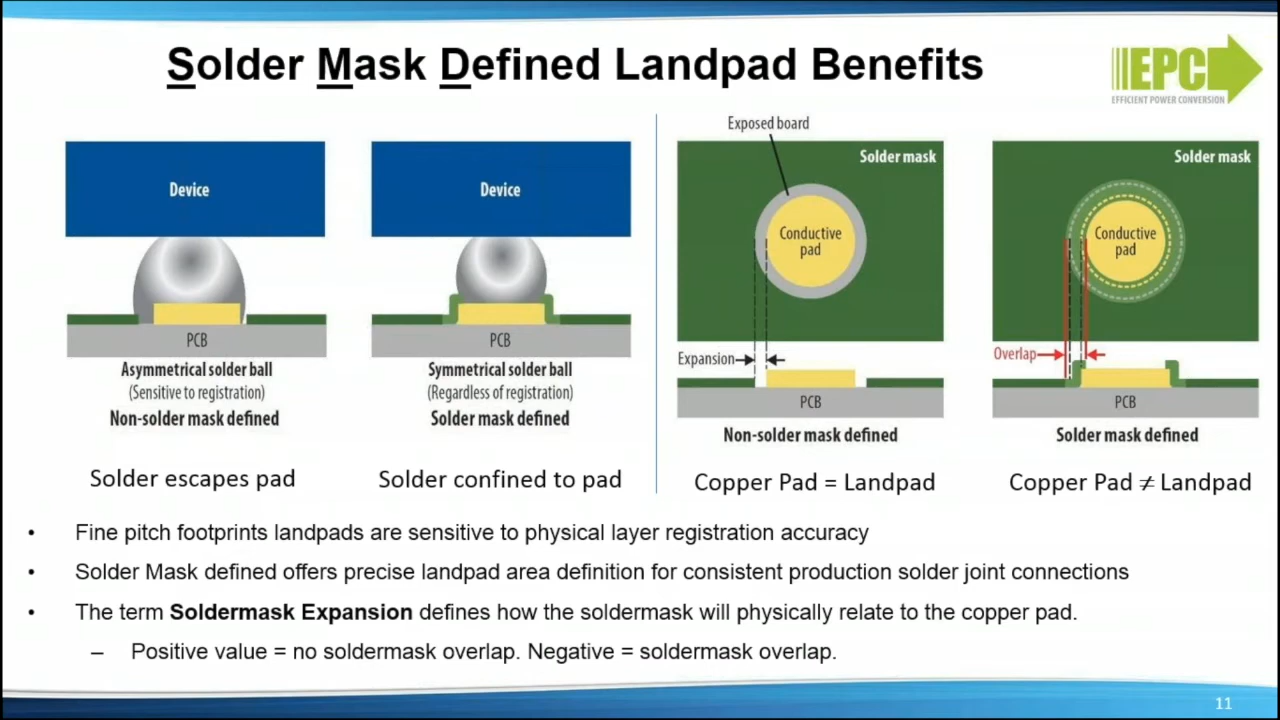 Solder Mask Defined Landpad Benefits
EPC
EFFICIENT POWER CONVERSION
Device
PCB
Asymmetrical solder ball
(Sensitive to registration)
Non-solder mask defined
Solder escapes pad
Device
PCB
Symmetrical solder ball
(Regardless of registration)
Solder mask defined
Solder confined to pad
Exposed board
Solder mask
Conductive
pad
Expansion
PCB
Non-solder mask defined
Copper Pad = Landpad
Solder mask
Conductive
pad
Overlap
PCB
Solder mask defined
Copper Pad ≠ Landpad
• Fine pitch footprints landpads are sensitive to physical layer registration accuracy
• Solder Mask defined offers precise landpad area definition for consistent production solder joint connections
• The term Soldermask Expansion defines how the soldermask will physically relate to the copper pad.
– Positive value = no soldermask overlap. Negative = soldermask overlap.
11